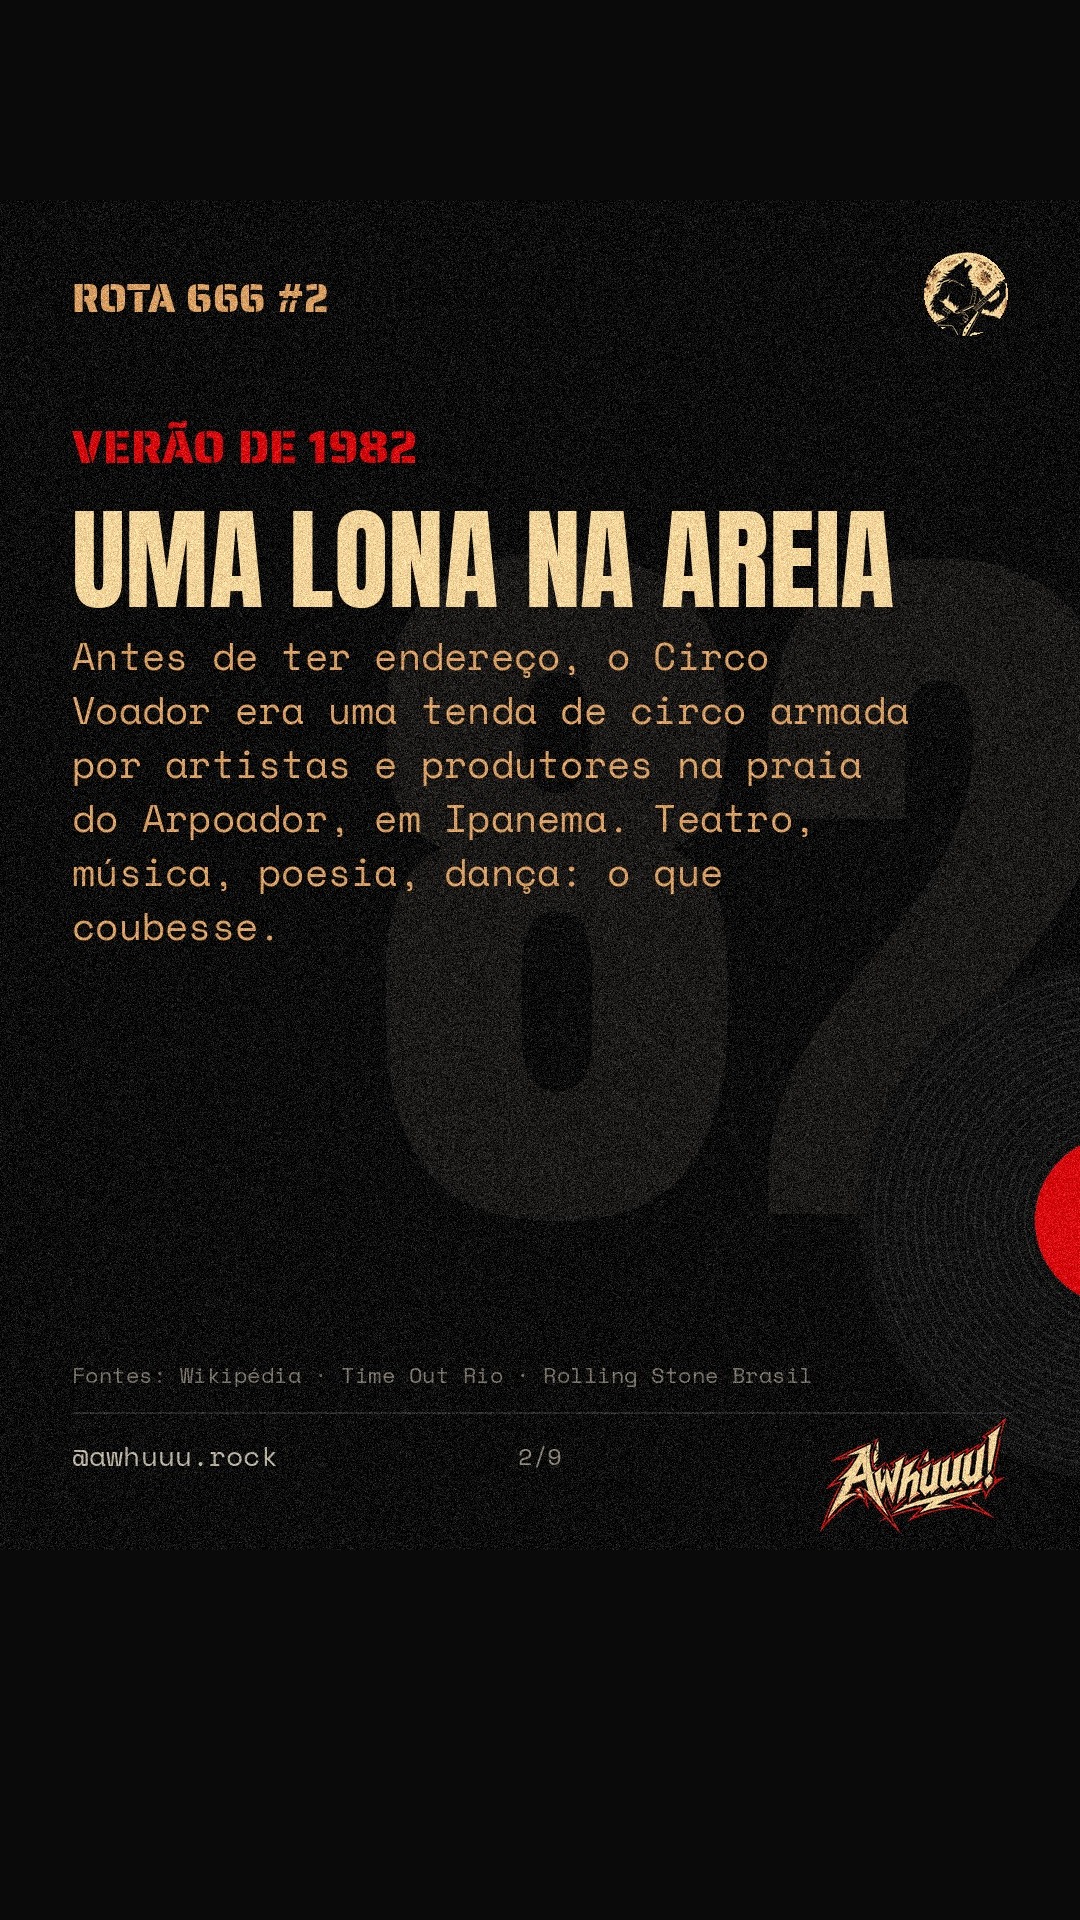 ROTA 666 #2
VERÃO DE 1982
UMA LONA NA AREIA
Antes de ter endereço, o Circo
Voador era uma tenda de circo armada
por artistas e produtores na praia
do Arpoador, em Ipanema. Teatro,
música, poesia, dança: o que
coubesse.
82
Fontes: Wikipédia · Time Out Rio · Rolling Stone Brasil
@awhuuu.rock
2/9
Awhuuu!